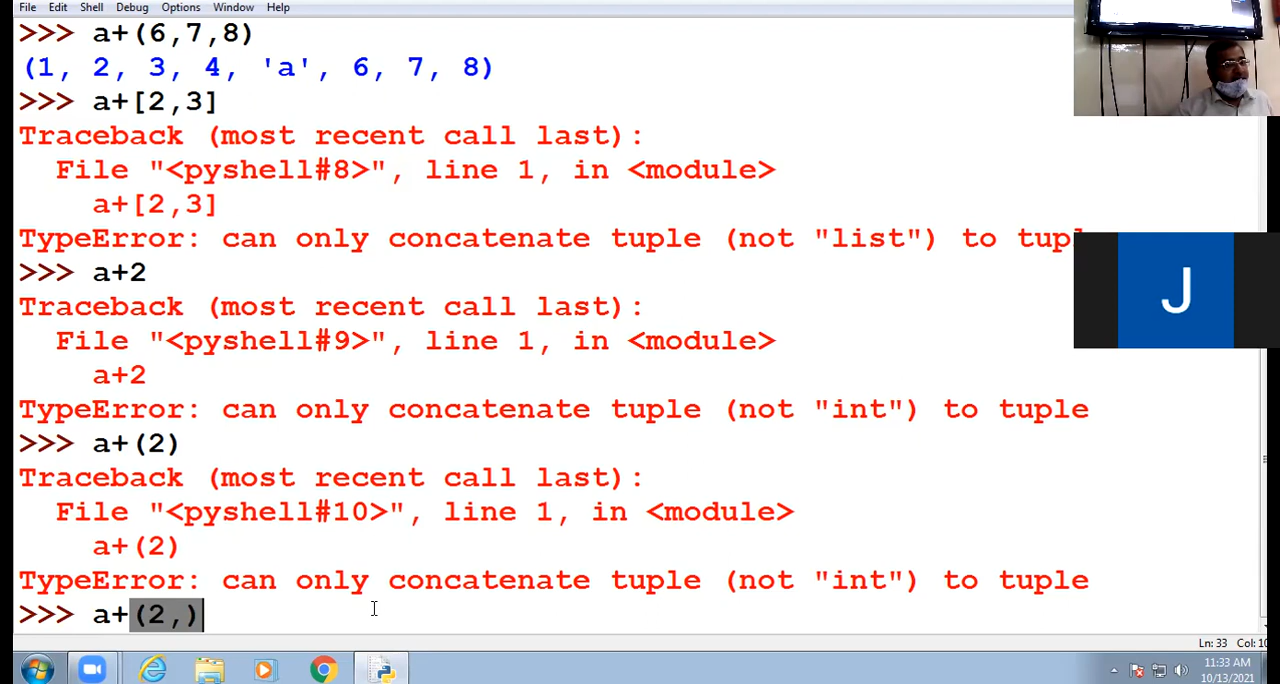 File Edit Shell Debug Options Window Help
>>> a+(6,7,8)
(1, 2, 3, 4, 'a', 6, 7, 8)
>>> a+[2,3]
Traceback (most recent call last):
  File "<pyshell#8>", line 1, in <module>
    a+[2,3]
TypeError: can only concatenate tuple (not "list") to tupl
>>> a+2
Traceback (most recent call last):
  File "<pyshell#9>", line 1, in <module>
    a+2
TypeError: can only concatenate tuple (not "int") to tuple
>>> a+(2)
Traceback (most recent call last):
  File "<pyshell#10>", line 1, in <module>
    a+(2)
TypeError: can only concatenate tuple (not "int") to tuple
>>> a+(2,)
J
Ln: 33 Col: 10
11:33 AM
10/13/2021